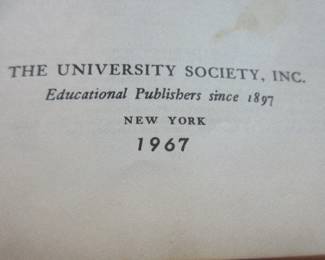 THE UNIVERSITY SOCIETY, INC.
Educational Publishers since 1897
NEW YORK
1967